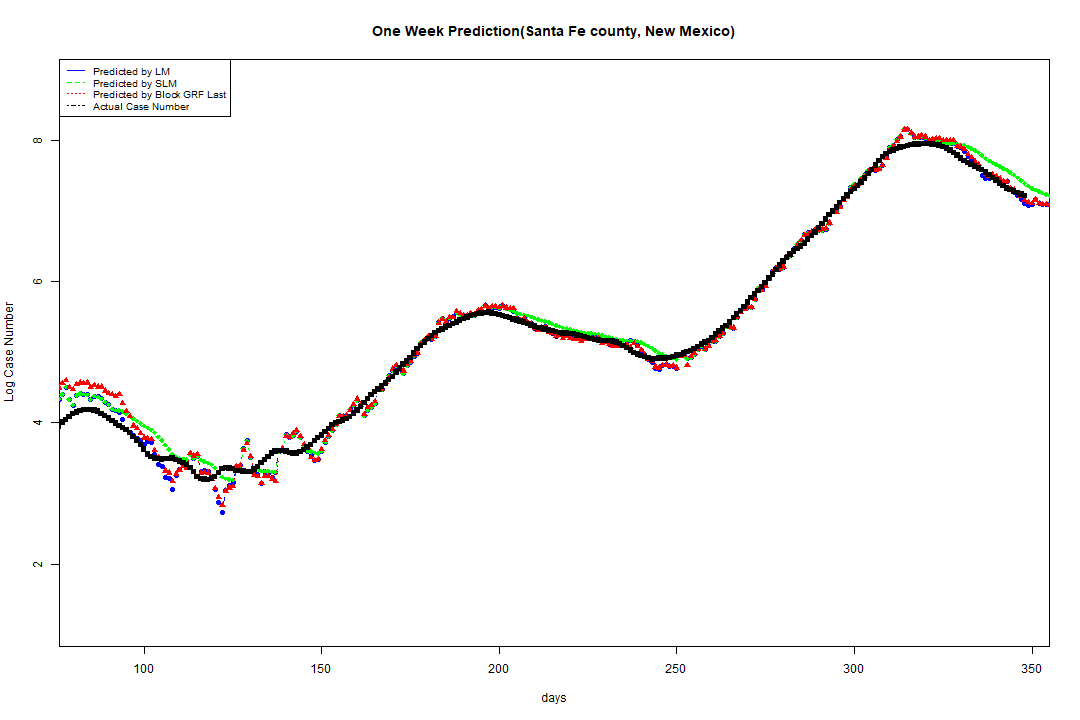 One Week Prediction(Santa Fe county, New Mexico)
Predicted by LM
Predicted by SLM
Predicted by Block GRF Last
Actual Case Number
8
6
4
2
Log Case Number
100 150 200 250 300 350
days